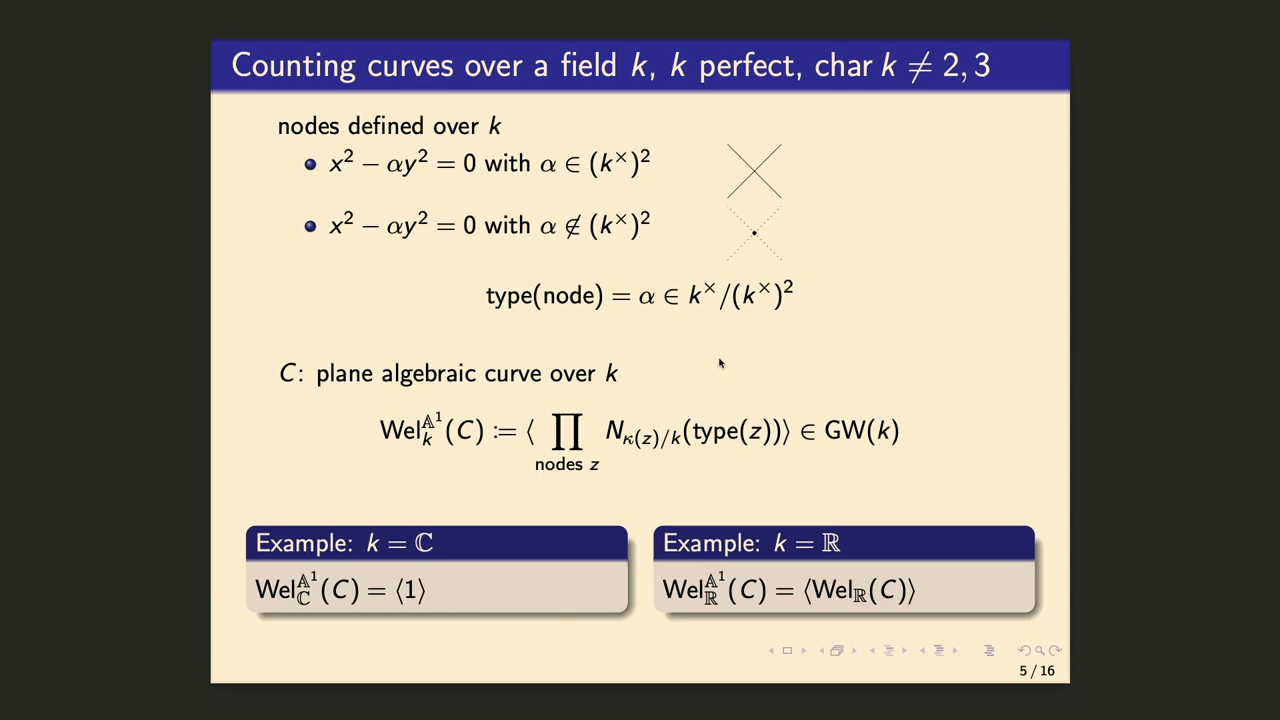 Counting curves over a field k, k perfect, char k ≠ 2, 3
nodes defined over k
x² − αy² = 0 with α ∈ (k×)²
x² − αy² = 0 with α ∉ (k×)²
type(node) = α ∈ k×/(k×)²
C: plane algebraic curve over k
Wel_k^{𝔸¹}(C) := ⟨ ∏_{nodes z} N_{κ(z)/k}(type(z))⟩ ∈ GW(k)
Example: k = ℂ
Wel_ℂ^{𝔸¹}(C) = ⟨1⟩
Example: k = ℝ
Wel_ℝ^{𝔸¹}(C) = ⟨Wel_ℝ(C)⟩
5 / 16